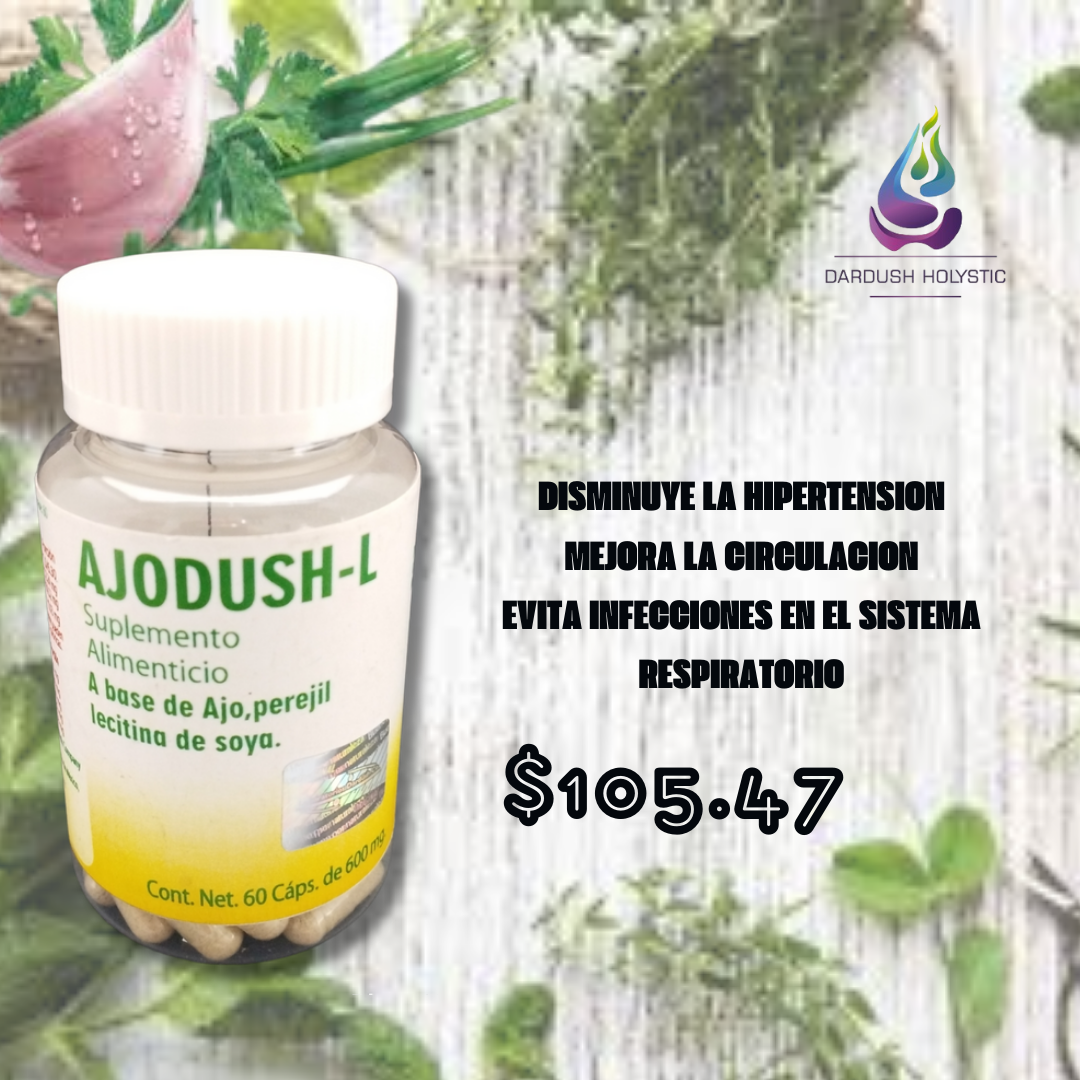 DARDUSH HOLYSTIC
AJODUSH-L
Suplemento
Alimenticio
A base de Ajo,perejil
lecitina de soya.
Cont. Net. 60 Cáps. de 600 mg.
DISMINUYE LA HIPERTENSION
MEJORA LA CIRCULACION
EVITA INFECCIONES EN EL SISTEMA
RESPIRATORIO
$105.47